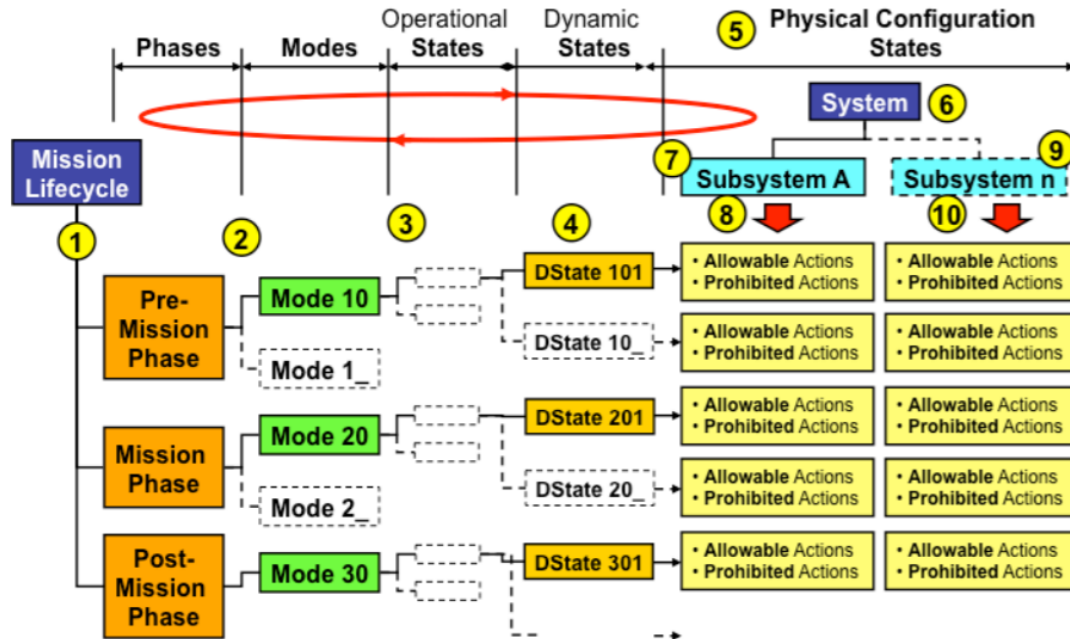 Operational
Dynamic
5
Physical Configuration
Phases
Modes
States
States
States
System
6
Mission
Lifecycle
7
Subsystem A
9
Subsystem n
1
2
3
4
8
10
Pre-
Mission
Phase
Mode 10
Mode 1_
DState 101
DState 10_
• Allowable Actions
• Prohibited Actions
• Allowable Actions
• Prohibited Actions
• Allowable Actions
• Prohibited Actions
• Allowable Actions
• Prohibited Actions
Mission
Phase
Mode 20
Mode 2_
DState 201
DState 20_
• Allowable Actions
• Prohibited Actions
• Allowable Actions
• Prohibited Actions
• Allowable Actions
• Prohibited Actions
• Allowable Actions
• Prohibited Actions
Post-
Mission
Phase
Mode 30
DState 301
• Allowable Actions
• Prohibited Actions
• Allowable Actions
• Prohibited Actions